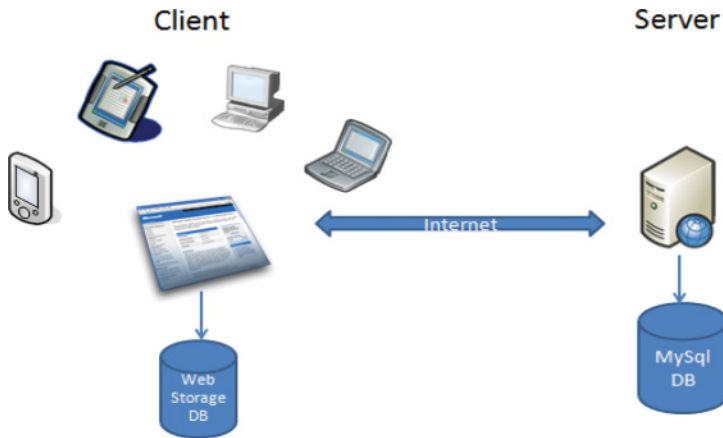 Client
Server
Internet
Web
Storage
DB
MySql
DB